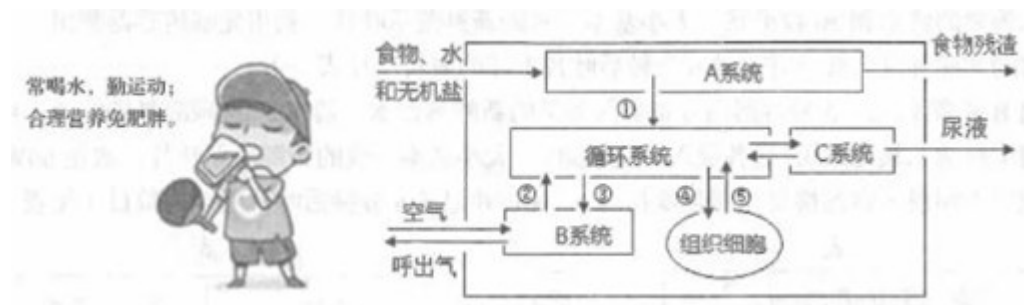 常喝水，勤运动；
合理营养免肥胖。
食物、水
和无机盐
A系统
食物残渣
①
循环系统
C系统
尿液
②
③
④
⑤
空气
呼出气
B系统
组织细胞